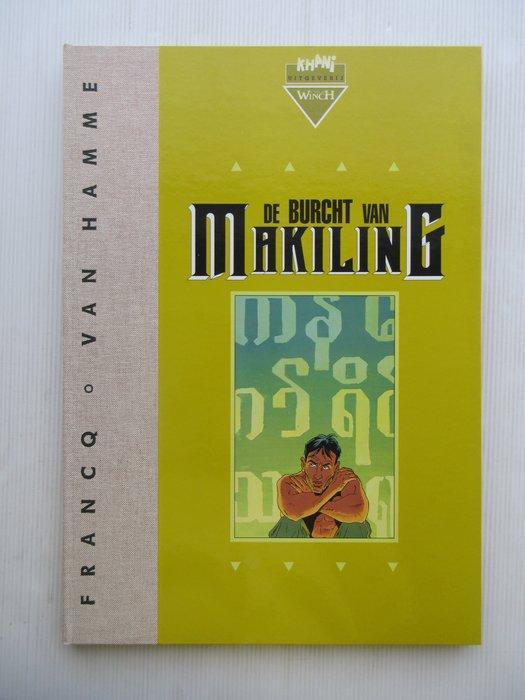 KHANI
UITGEVERIJ
WINCH
DE BURCHT VAN
MAKILING
FRANCQ o VAN HAMME